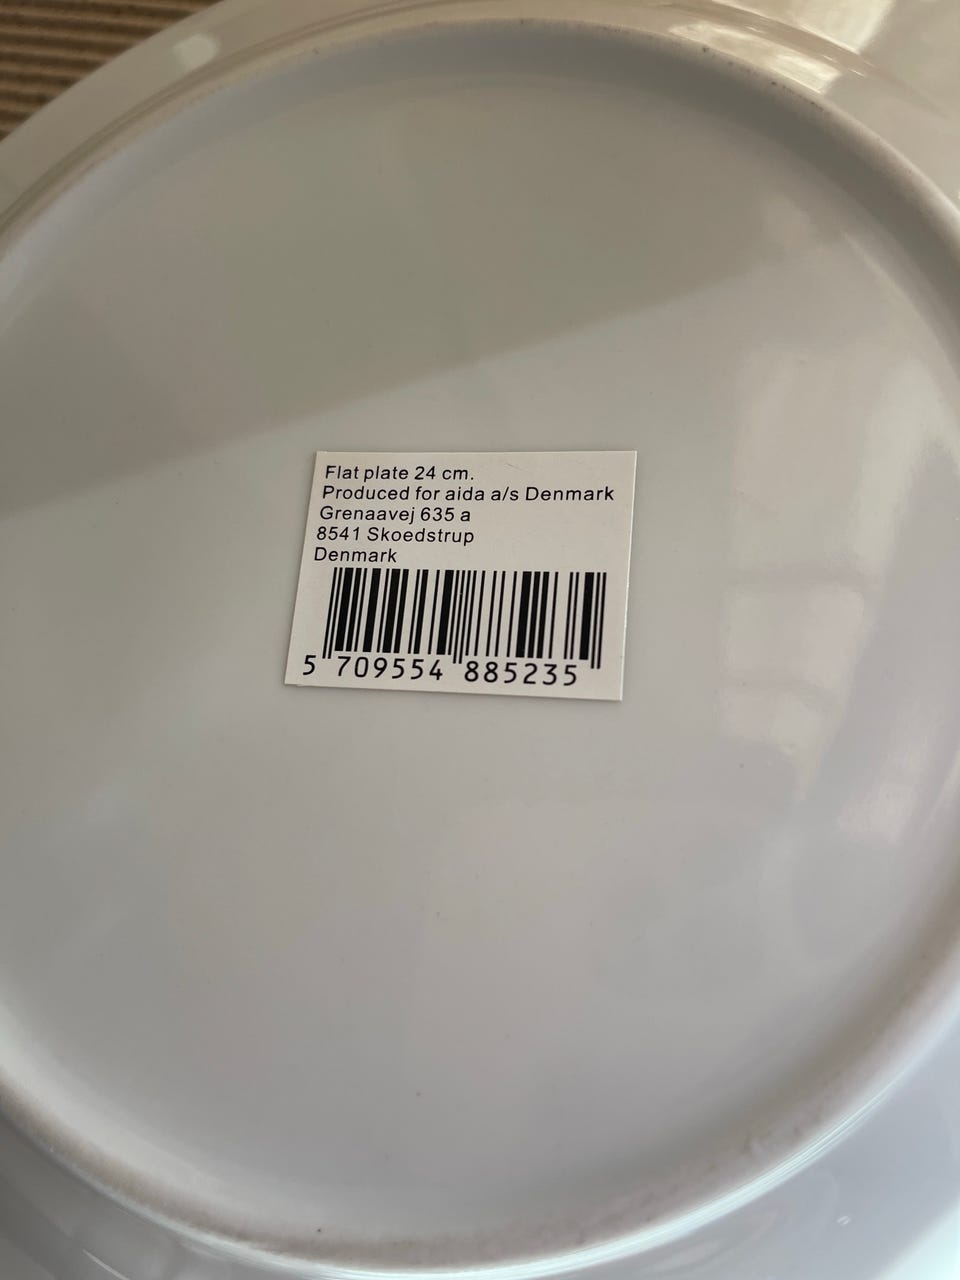 Flat plate 24 cm.
Produced for aida a/s Denmark
Grenaavej 635 a
8541 Skoedstrup
Denmark
5 709554 885235